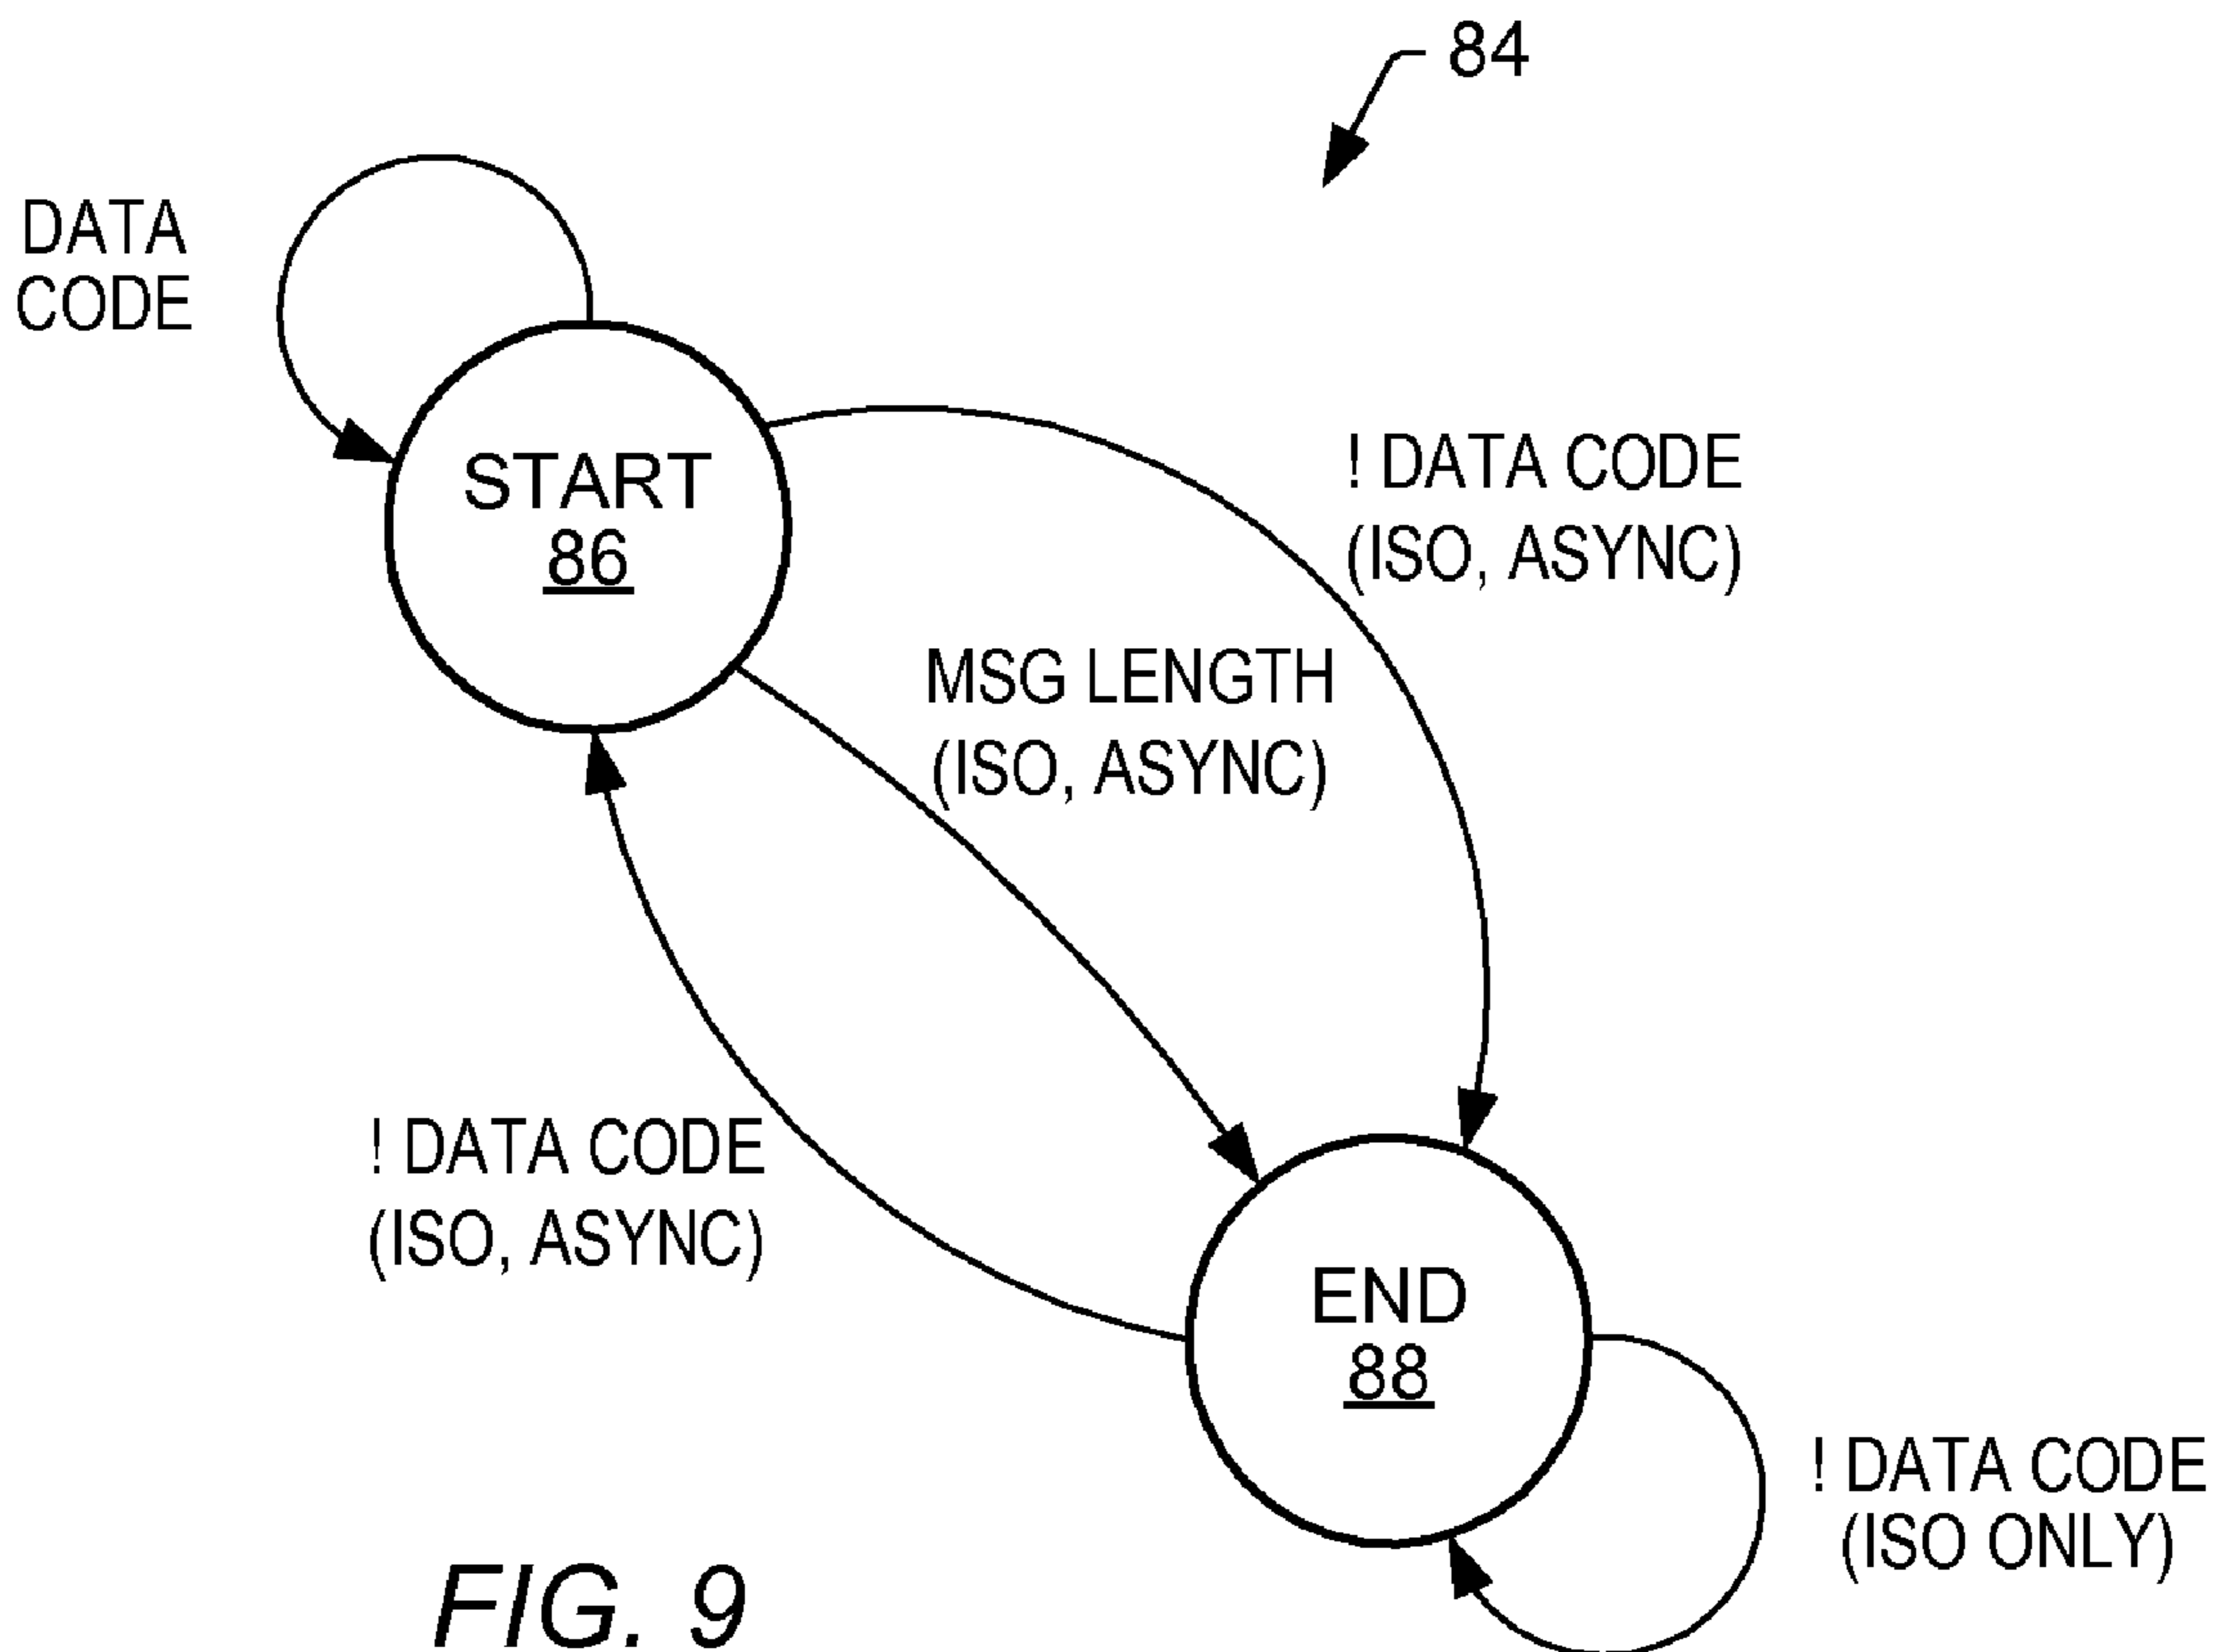 84
DATA
CODE
START
86
! DATA CODE
(ISO, ASYNC)
MSG LENGTH
(ISO, ASYNC)
! DATA CODE
(ISO, ASYNC)
END
88
! DATA CODE
(ISO ONLY)
FIG. 9